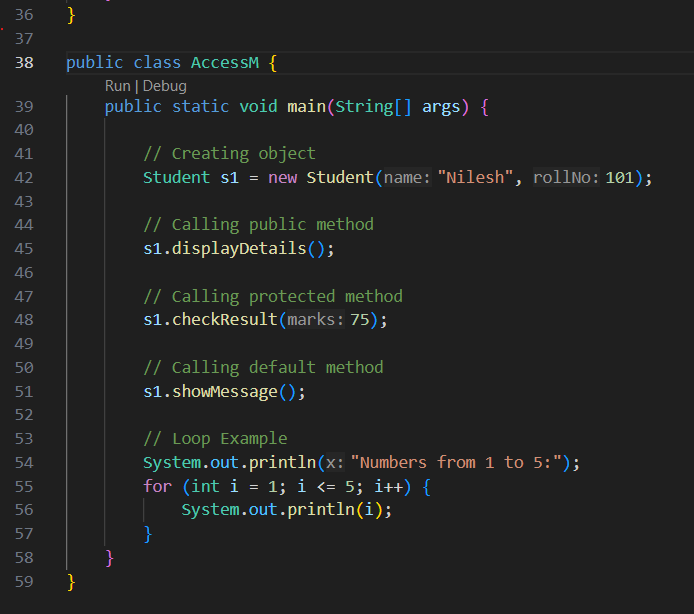 36 }
37
38 public class AccessM {
Run | Debug
39 public static void main(String[] args) {
40
41 // Creating object
42 Student s1 = new Student(name: "Nilesh", rollNo: 101);
43
44 // Calling public method
45 s1.displayDetails();
46
47 // Calling protected method
48 s1.checkResult(marks: 75);
49
50 // Calling default method
51 s1.showMessage();
52
53 // Loop Example
54 System.out.println(x: "Numbers from 1 to 5:");
55 for (int i = 1; i <= 5; i++) {
56 System.out.println(i);
57 }
58 }
59 }